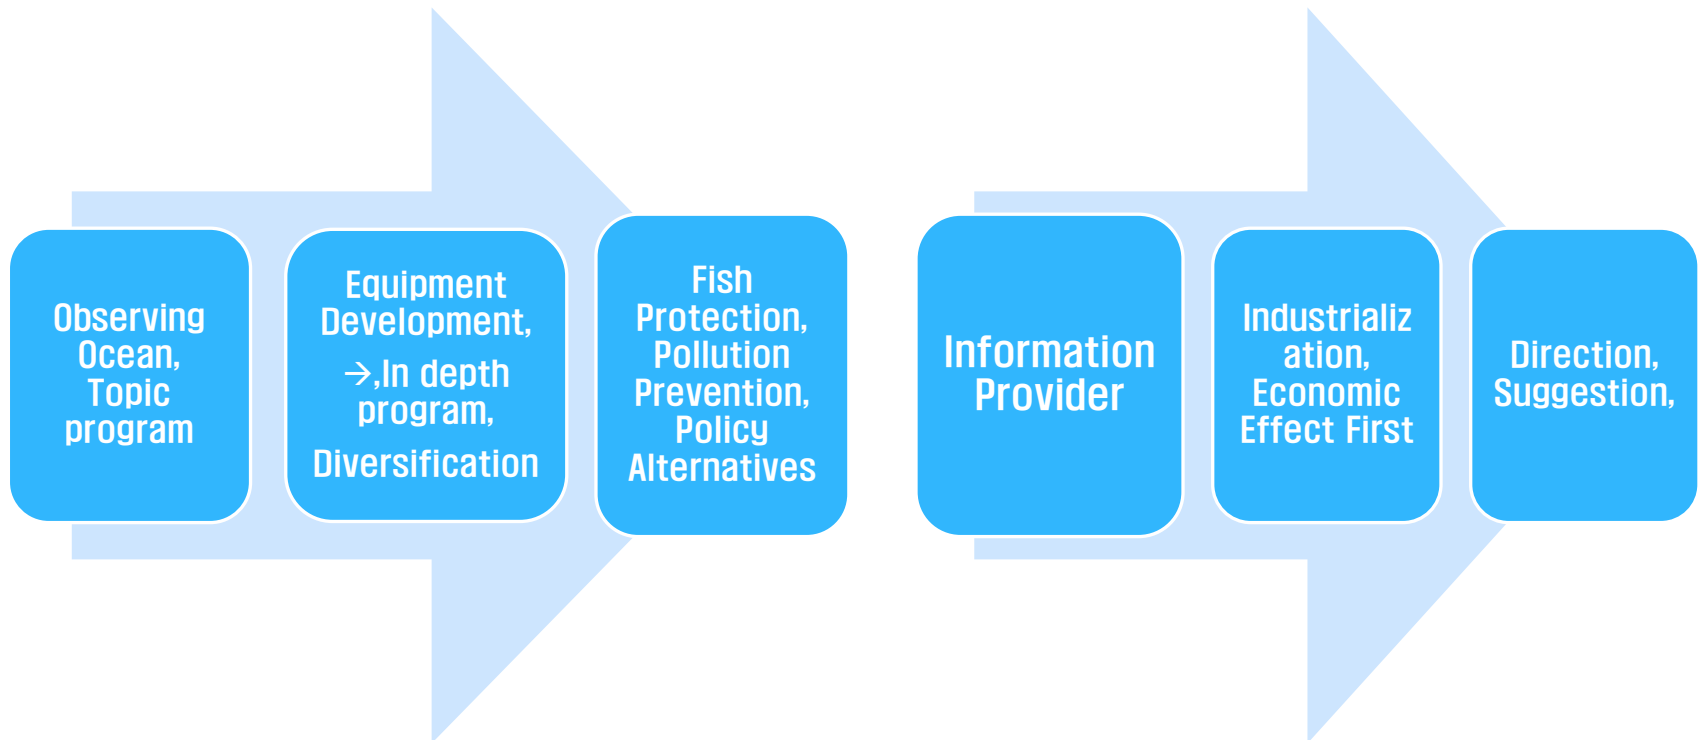 Observing
Ocean,
Topic
program
Equipment
Development,
→,In depth
program,
Diversification
Fish
Protection,
Pollution
Prevention,
Policy
Alternatives
Information
Provider
Industrializ
ation,
Economic
Effect First
Direction,
Suggestion,